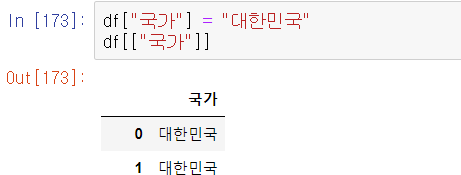 In [173]: df["국가"] = "대한민국"
df[["국가"]]
Out[173]:
국가
0 대한민국
1 대한민국